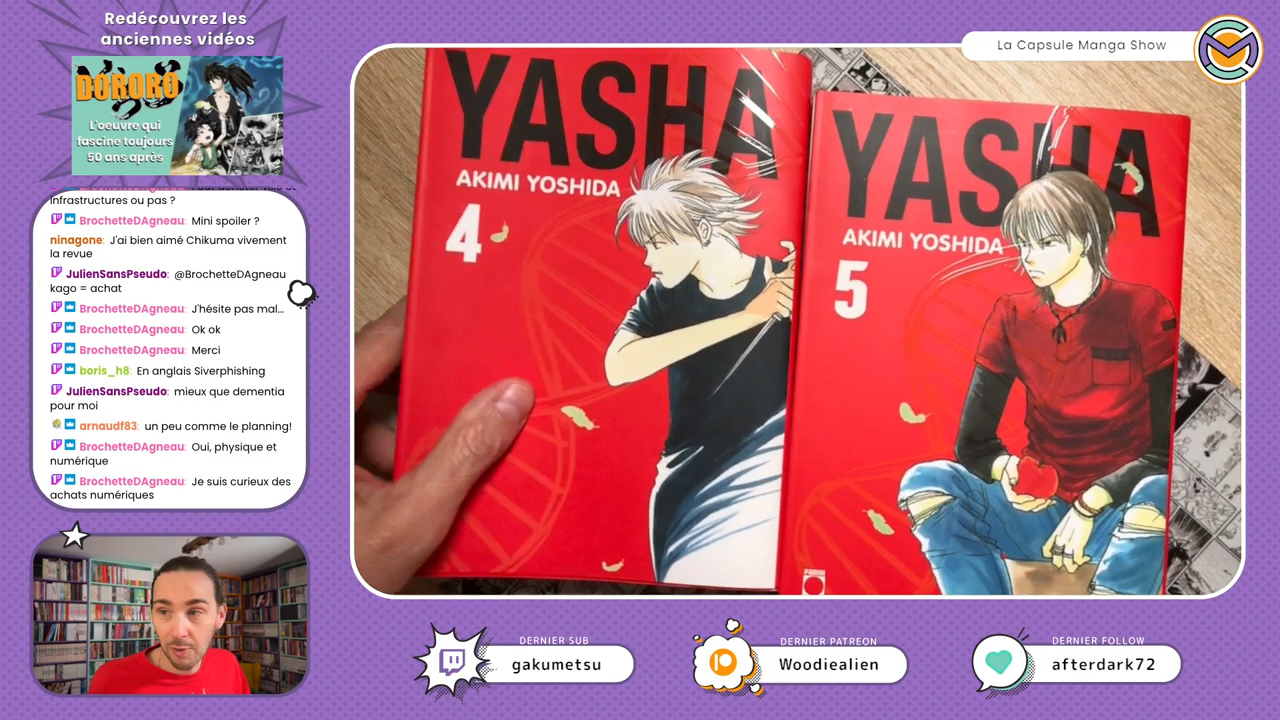 Redécouvrez les
anciennes vidéos
DORORO
L'oeuvre qui
fascine toujours
50 ans après
infrastructures ou pas ?
BrochetteDAgneau: Mini spoiler ?
ninagone: J'ai bien aimé Chikuma vivement
la revue
JulienSansPseudo: @BrochetteDAgneau
kago = achat
BrochetteDAgneau: J'hésite pas mal…
BrochetteDAgneau: Ok ok
BrochetteDAgneau: Merci
boris_h8: En anglais Siverphishing
JulienSansPseudo: mieux que dementia
pour moi
arnaudf83: un peu comme le planning!
BrochetteDAgneau: Oui, physique et
numérique
BrochetteDAgneau: Je suis curieux des
achats numériques
La Capsule Manga Show
YASHA
AKIMI YOSHIDA
4
YASHA
AKIMI YOSHIDA
5
PANINI
DERNIER SUB
gakumetsu
DERNIER PATREON
Woodiealien
DERNIER FOLLOW
afterdark72